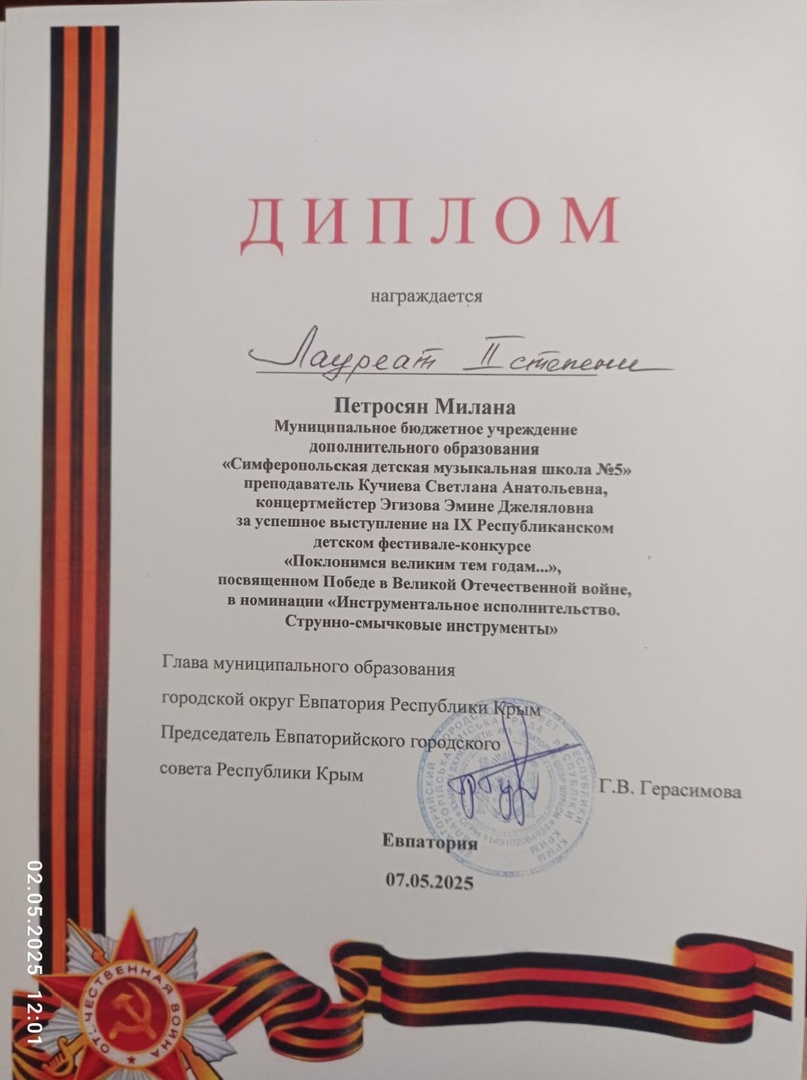 ДИПЛОМ
награждается
Лауреат II степени
Петросян Милана
Муниципальное бюджетное учреждение
дополнительного образования
«Симферопольская детская музыкальная школа №5»
преподаватель Кучиева Светлана Анатольевна,
концертмейстер Эгизова Эмине Джеляловна
за успешное выступление на IX Республиканском
детском фестивале-конкурсе
«Поклонимся великим тем годам...»,
посвященном Победе в Великой Отечественной войне,
в номинации «Инструментальное исполнительство.
Струнно-смычковые инструменты»
Глава муниципального образования
городской округ Евпатория Республики Крым
Председатель Евпаторийского городского
совета Республики Крым
Г.В. Герасимова
Евпатория
07.05.2025
ОТЕЧЕСТВЕННАЯ ВОЙНА
02.05.2025 12:01